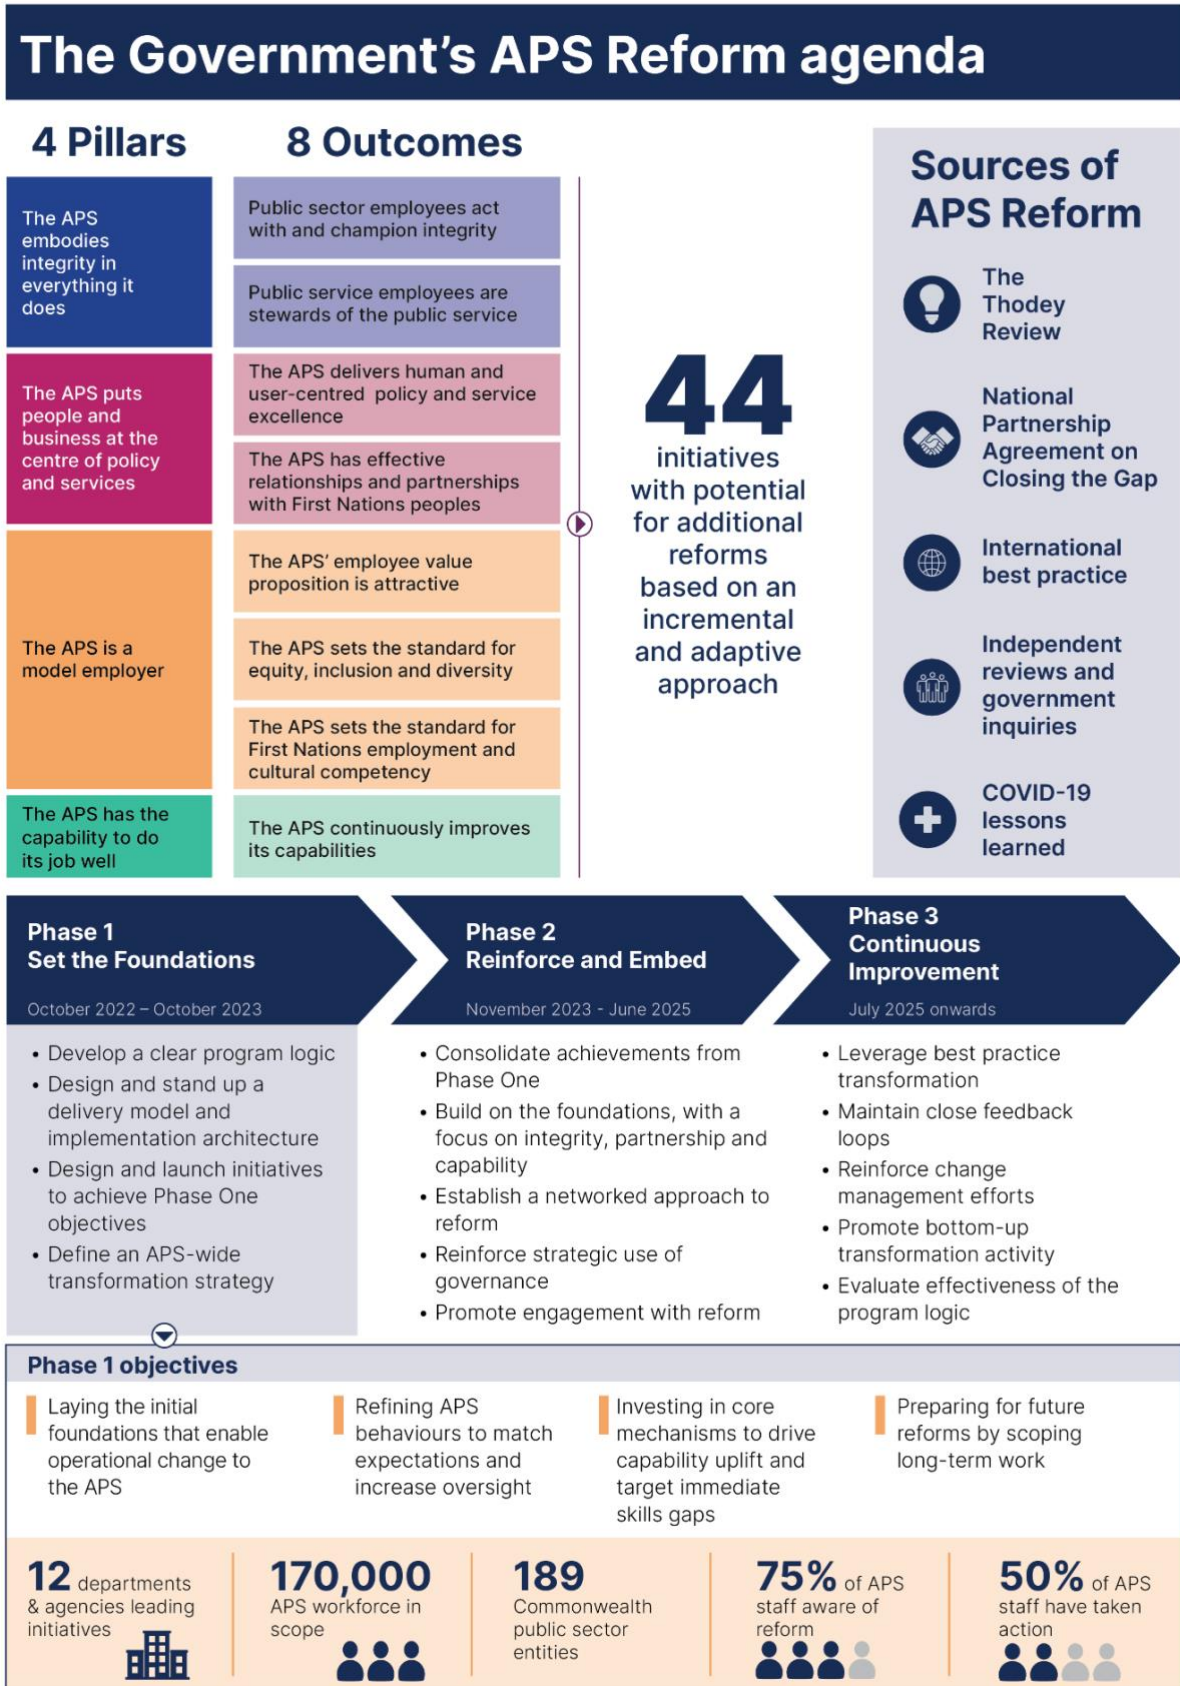 The Government's APS Reform agenda
4 Pillars
8 Outcomes
The APS
embodies
integrity in
everything it
does
Public sector employees act
with and champion integrity
Public service employees are
stewards of the public service
The APS puts
people and
business at the
centre of policy
and services
The APS delivers human and
user-centred policy and service
excellence
The APS has effective
relationships and partnerships
with First Nations peoples
The APS is a
model employer
The APS' employee value
proposition is attractive
The APS sets the standard for
equity, inclusion and diversity
The APS sets the standard for
First Nations employment and
cultural competency
The APS has the
capability to do
its job well
The APS continuously improves
its capabilities
44
initiatives
with potential
for additional
reforms
based on an
incremental
and adaptive
approach
Sources of
APS Reform
The
Thodey
Review
National
Partnership
Agreement on
Closing the Gap
International
best practice
Independent
reviews and
government
inquiries
COVID-19
lessons
learned
Phase 1
Set the Foundations
October 2022 – October 2023
• Develop a clear program logic
• Design and stand up a
delivery model and
implementation architecture
• Design and launch initiatives
to achieve Phase One
objectives
• Define an APS-wide
transformation strategy
Phase 2
Reinforce and Embed
November 2023 - June 2025
• Consolidate achievements from
Phase One
• Build on the foundations, with a
focus on integrity, partnership and
capability
• Establish a networked approach to
reform
• Reinforce strategic use of
governance
• Promote engagement with reform
Phase 3
Continuous
Improvement
July 2025 onwards
• Leverage best practice
transformation
• Maintain close feedback
loops
• Reinforce change
management efforts
• Promote bottom-up
transformation activity
• Evaluate effectiveness of the
program logic
Phase 1 objectives
Laying the initial
foundations that enable
operational change to
the APS
Refining APS
behaviours to match
expectations and
increase oversight
Investing in core
mechanisms to drive
capability uplift and
target immediate
skills gaps
Preparing for future
reforms by scoping
long-term work
12 departments
& agencies leading
initiatives
170,000
APS workforce in
scope
189
Commonwealth
public sector
entities
75% of APS
staff aware of
reform
50% of APS
staff have taken
action